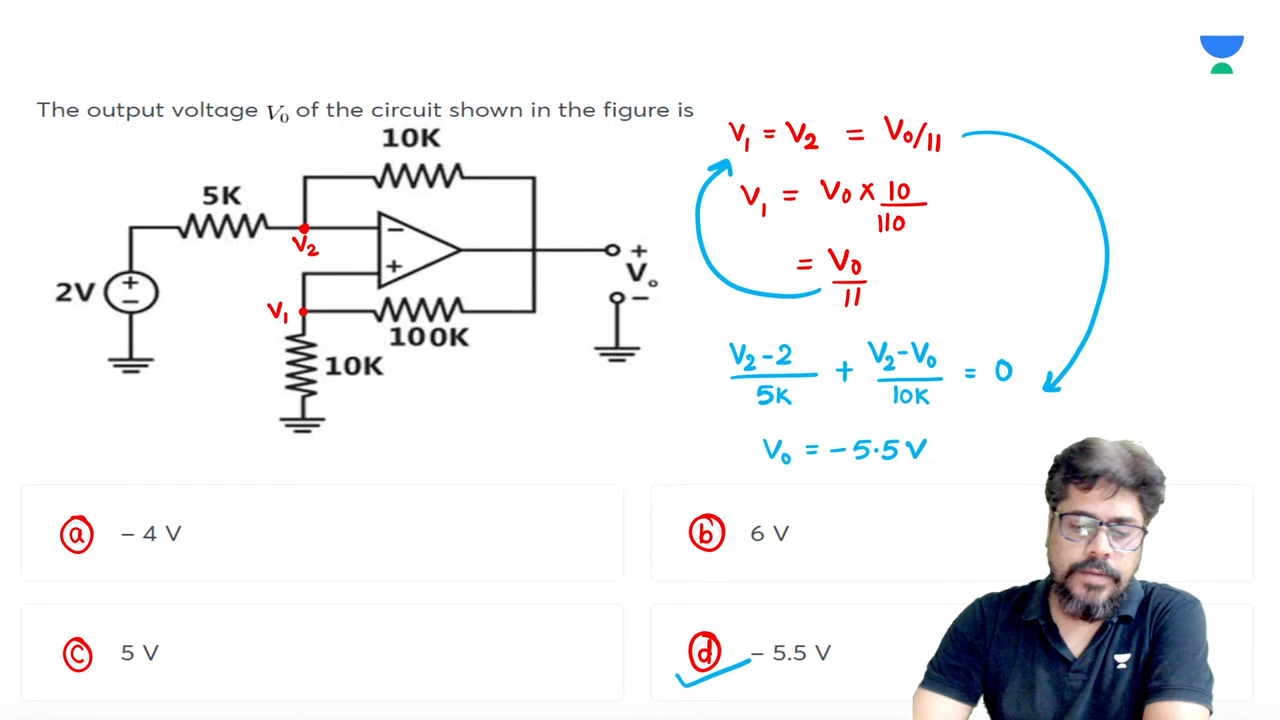 The output voltage V₀ of the circuit shown in the figure is
10K
5K
V₂
2V
V₁
100K
10K
−
+
+
Vₒ
−
+
−
V₁ = V₂ = V₀/11
V₁ = V₀ × 10/110
= V₀/11
V₂ − 2/5K + V₂ − V₀/10K = 0
V₀ = −5.5 V
ⓐ − 4 V
ⓑ 6 V
ⓒ 5 V
ⓓ − 5.5 V